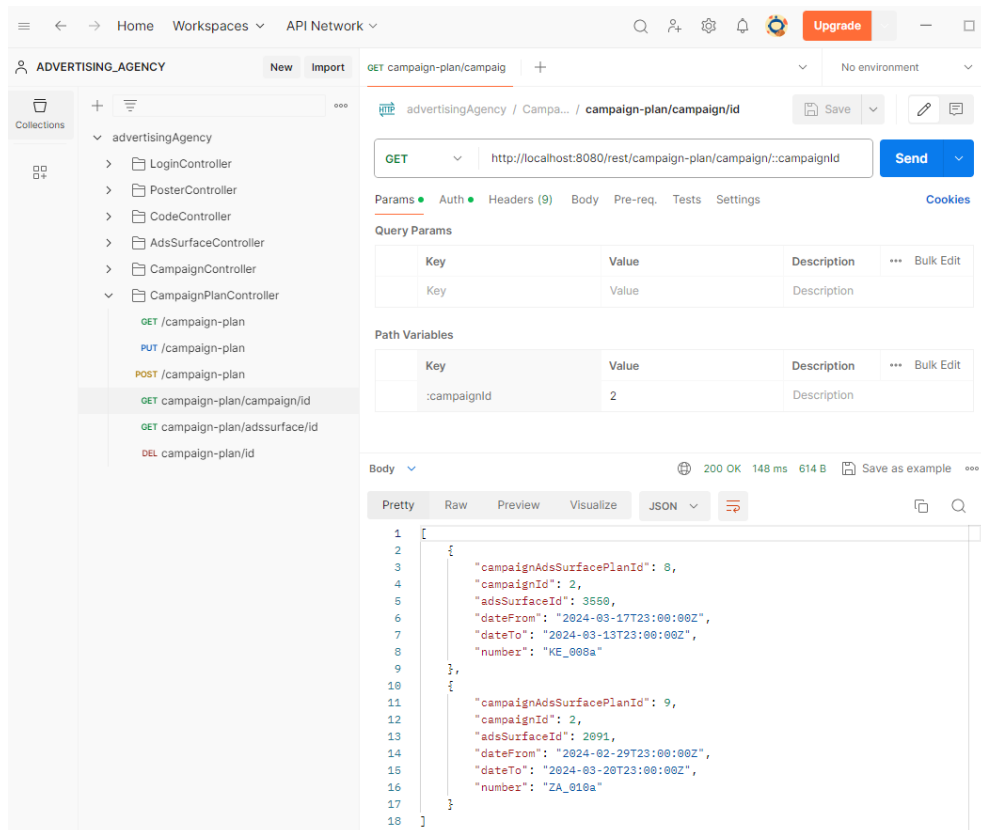 Home Workspaces API Network Upgrade
ADVERTISING_AGENCY New Import GET campaign-plan/campaig No environment
Collections
advertisingAgency
LoginController
PosterController
CodeController
AdsSurfaceController
CampaignController
CampaignPlanController
GET /campaign-plan
PUT /campaign-plan
POST /campaign-plan
GET campaign-plan/campaign/id
GET campaign-plan/adssurface/id
DEL campaign-plan/id
HTTP advertisingAgency / Campa... / campaign-plan/campaign/id Save
GET http://localhost:8080/rest/campaign-plan/campaign/::campaignId Send
Params Auth Headers (9) Body Pre-req. Tests Settings Cookies
Query Params
Key Value Description Bulk Edit
Key Value Description
Path Variables
Key Value Description Bulk Edit
:campaignId 2 Description
Body 200 OK 148 ms 614 B Save as example
Pretty Raw Preview Visualize JSON
1 [
2 {
3 "campaignAdsSurfacePlanId": 8,
4 "campaignId": 2,
5 "adsSurfaceId": 3550,
6 "dateFrom": "2024-03-17T23:00:00Z",
7 "dateTo": "2024-03-13T23:00:00Z",
8 "number": "KE_008a"
9 },
10 {
11 "campaignAdsSurfacePlanId": 9,
12 "campaignId": 2,
13 "adsSurfaceId": 2091,
14 "dateFrom": "2024-02-29T23:00:00Z",
15 "dateTo": "2024-03-20T23:00:00Z",
16 "number": "ZA_010a"
17 }
18 ]